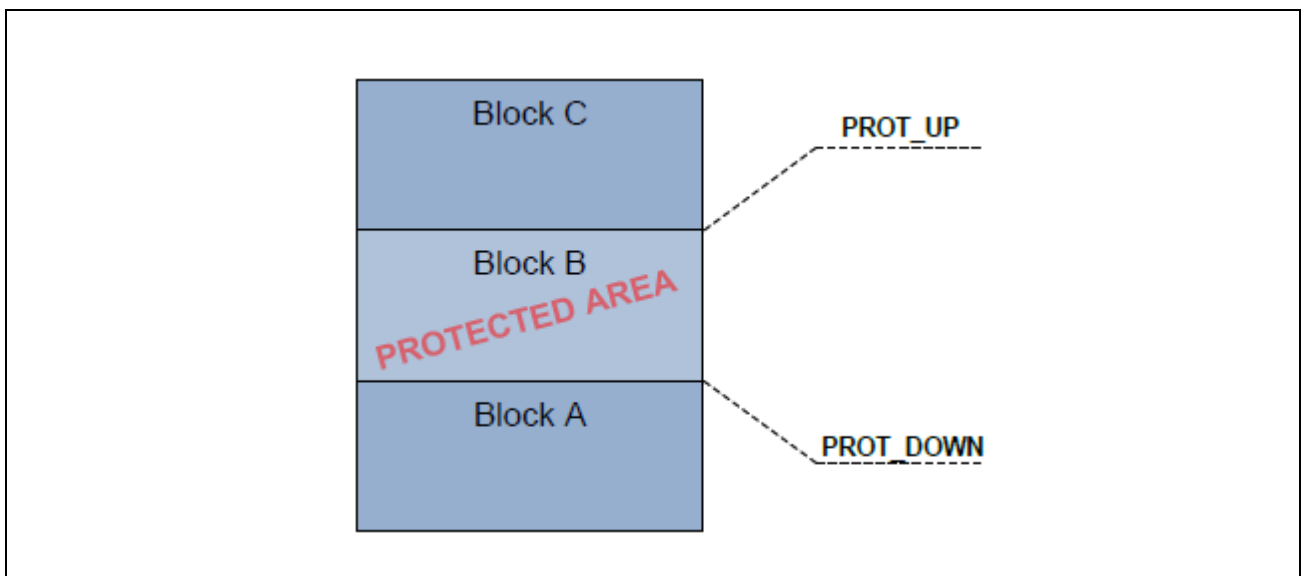 Block C
PROT_UP
Block B
PROTECTED AREA
Block A
PROT_DOWN